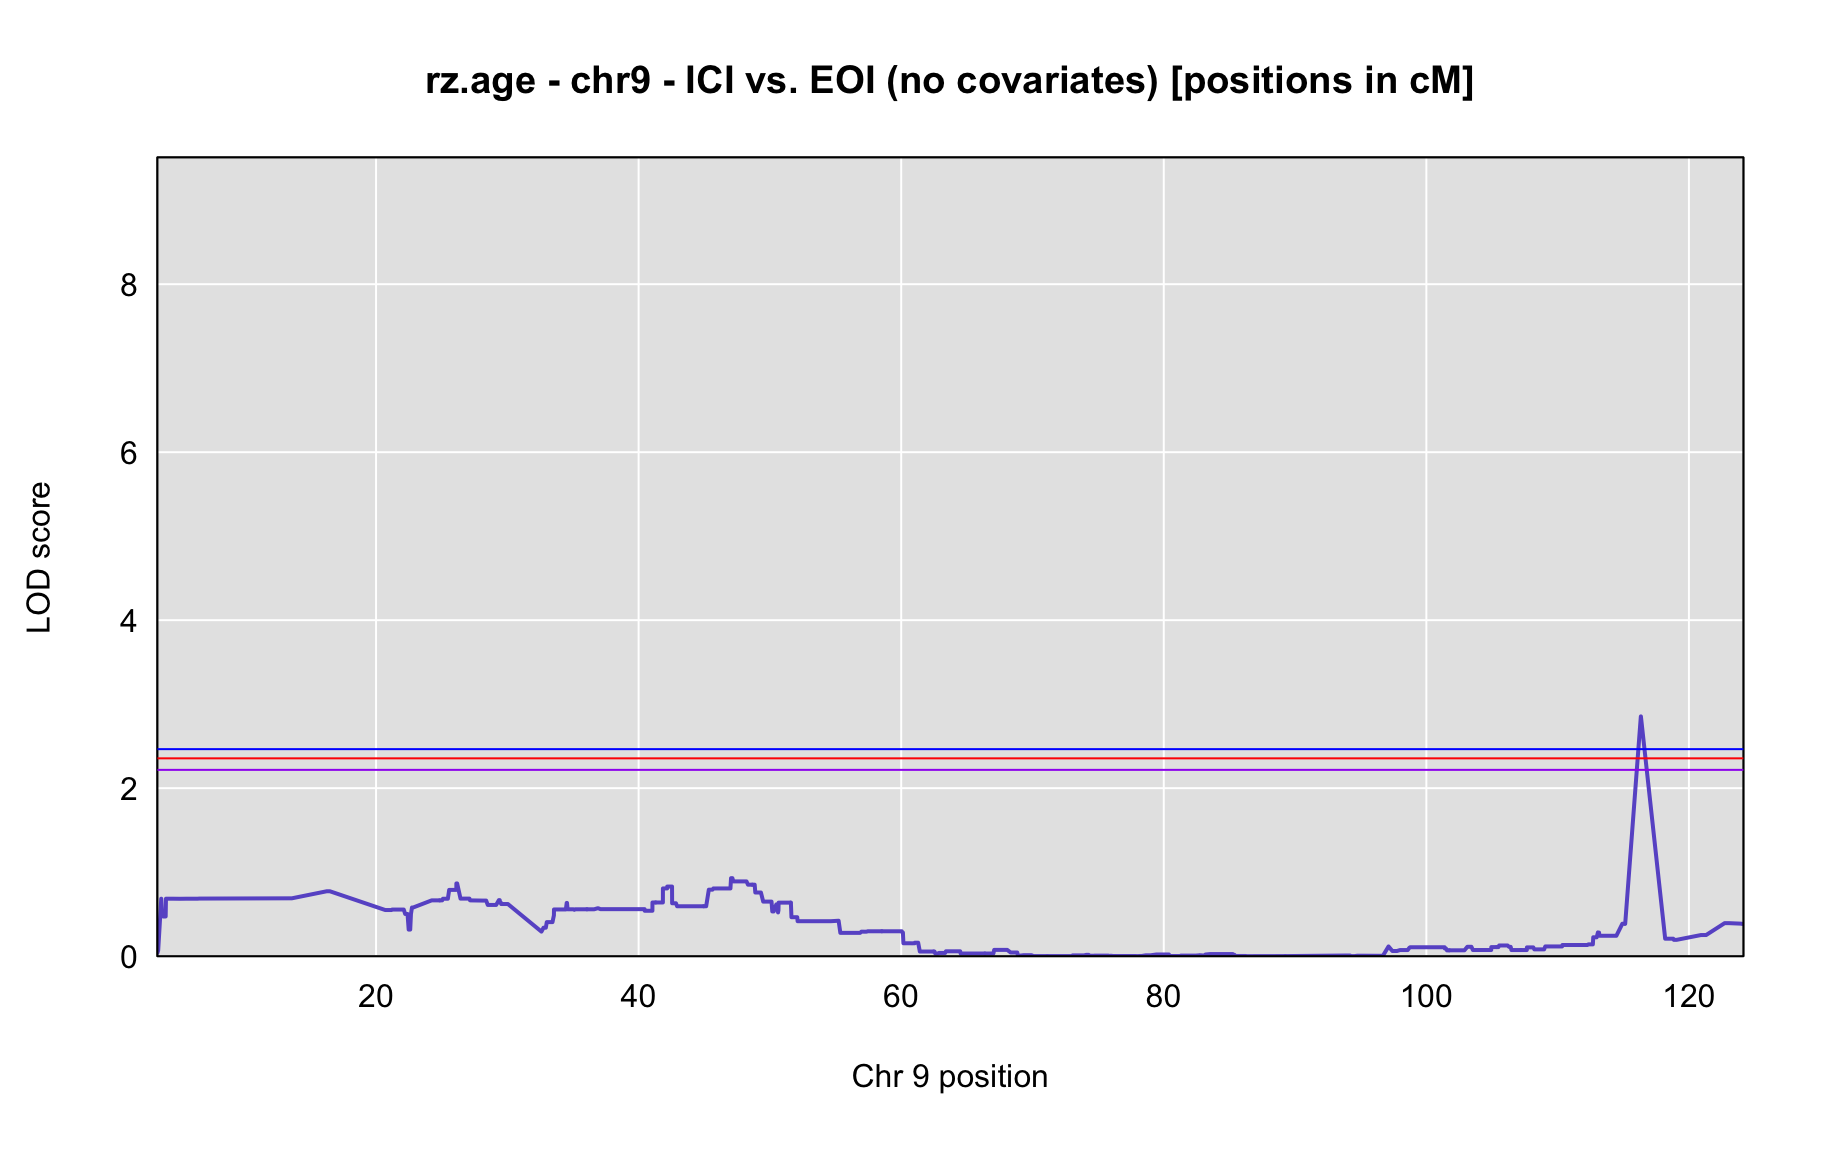 rz.age - chr9 - ICI vs. EOI (no covariates) [positions in cM]
LOD score
8
6
4
2
0
20 40 60 80 100 120
Chr 9 position